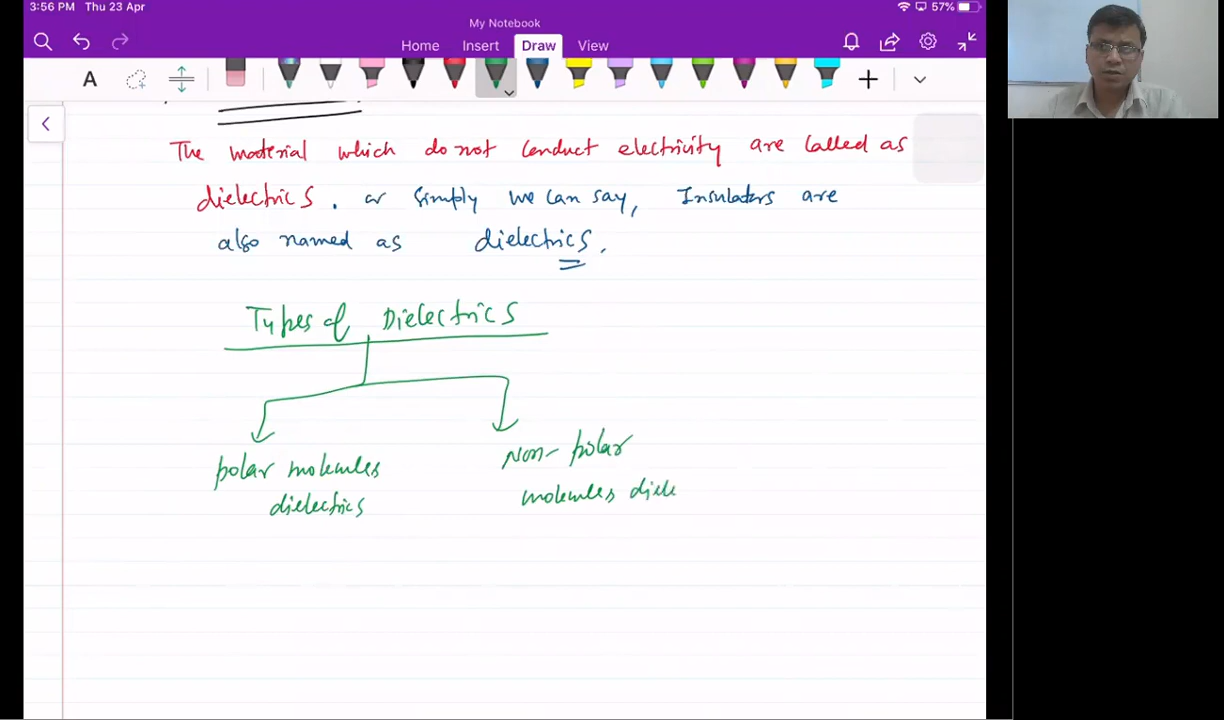 3:56 PM Thu 23 Apr
57%
My Notebook
Home Insert Draw View
A
The material which do not conduct electricity are called as
dielectrics. or simply we can say, Insulators are
also named as dielectrics.
Types of Dielectrics
polar molecules
dielectrics
Non-polar
molecules diele